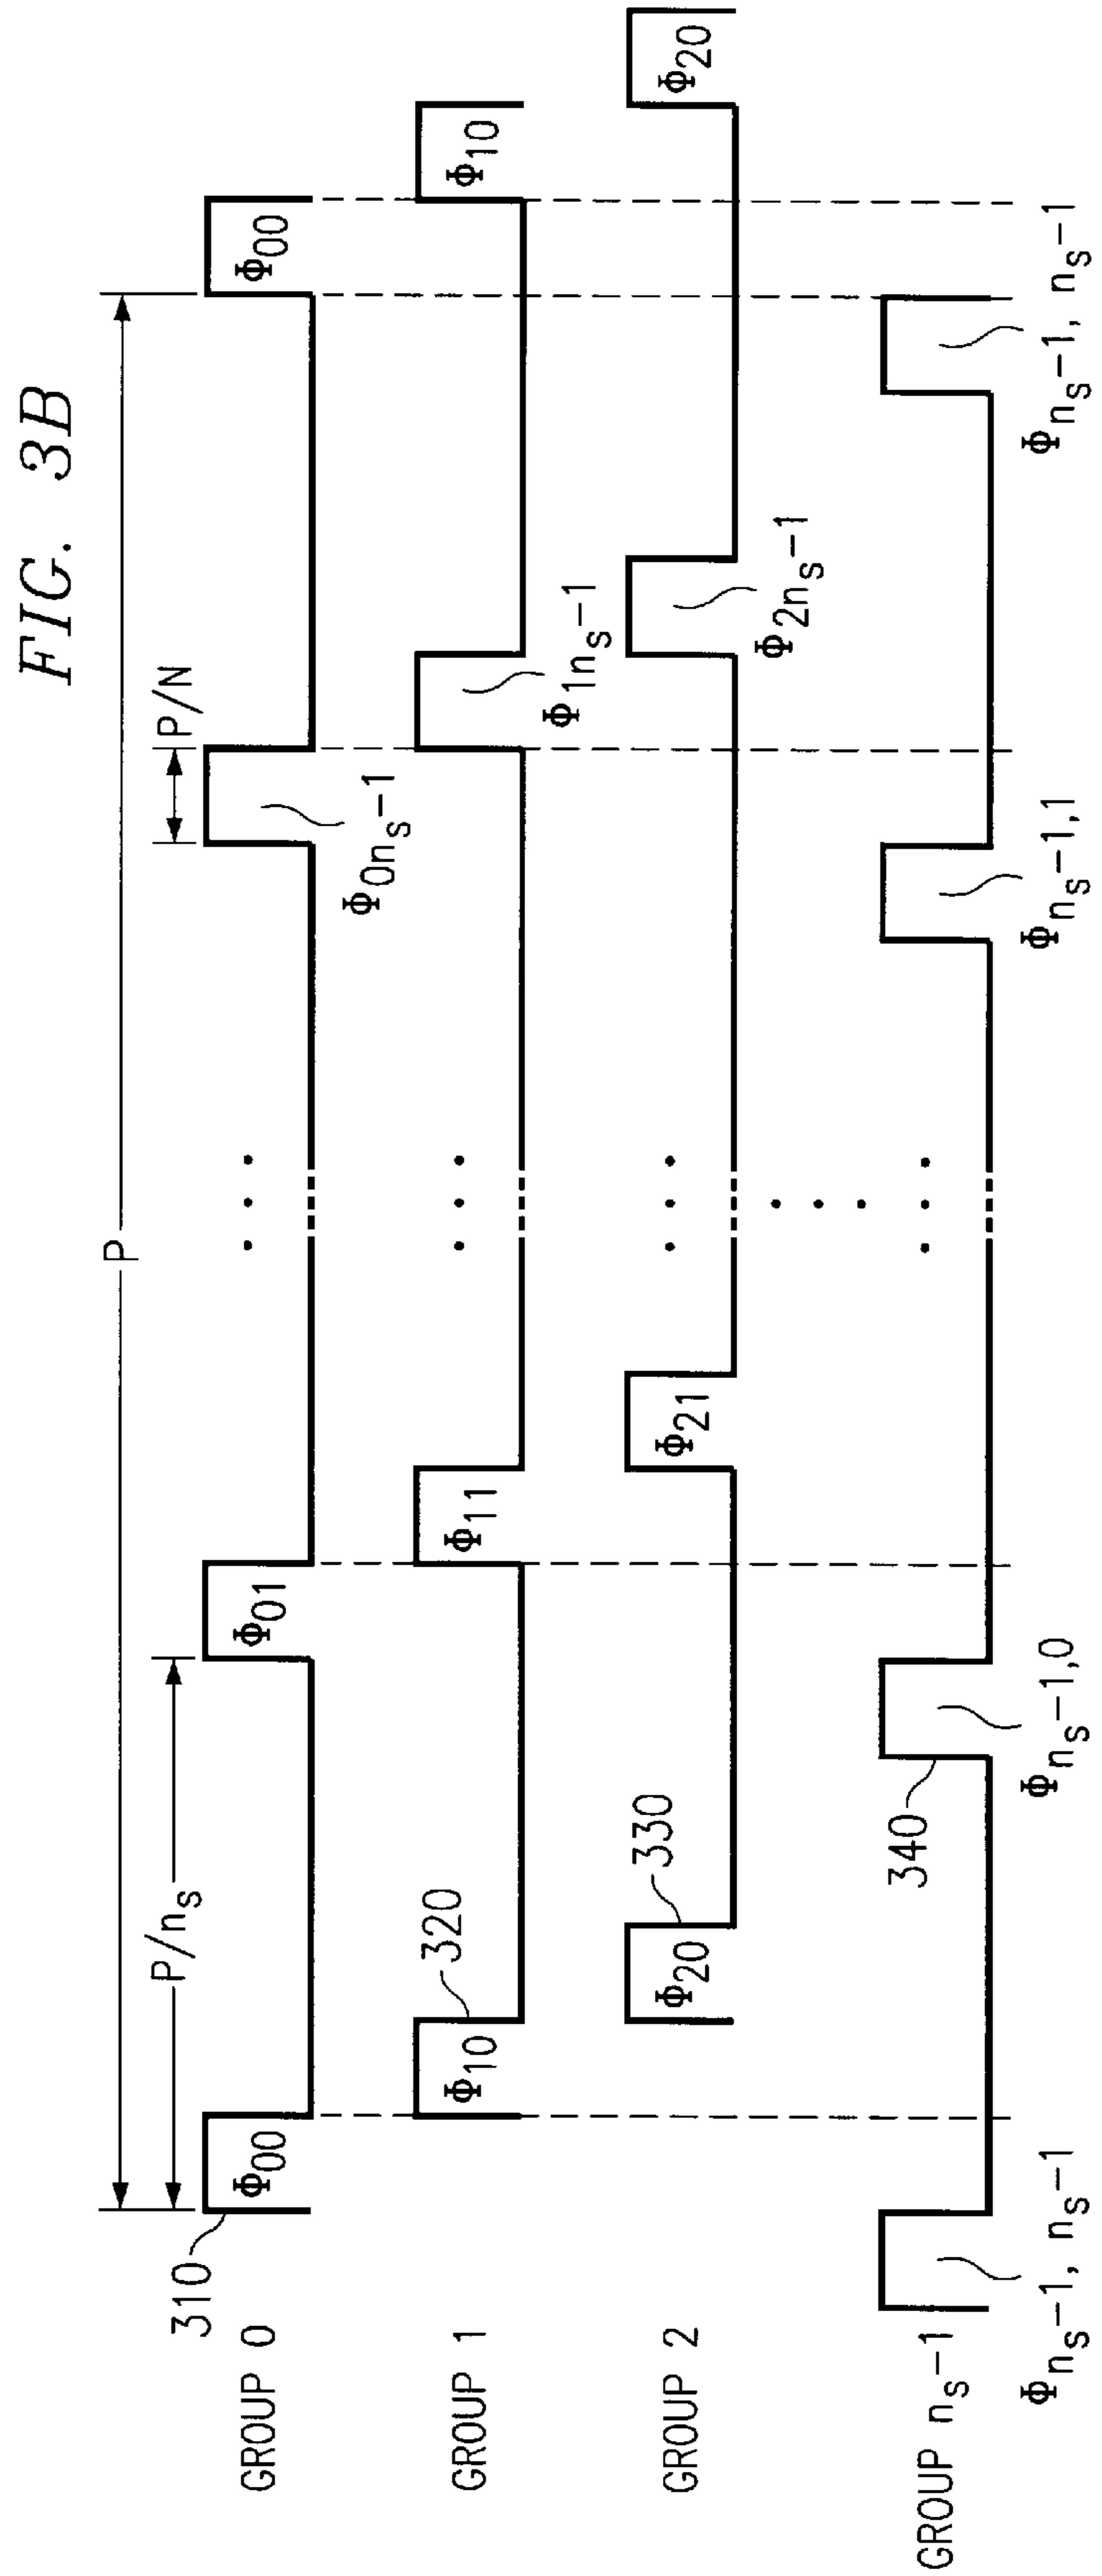 FIG. 3B
P
P/nₛ
P/N
310
GROUP 0
Φ₀₀
Φ₀₁
Φ₀nₛ₋₁
Φ₀₀
GROUP 1
Φ₁₀
320
Φ₁₁
Φ₁nₛ₋₁
Φ₁₀
GROUP 2
Φ₂₀
330
Φ₂₁
Φ₂nₛ₋₁
Φ₂₀
GROUP nₛ-1
340
Φnₛ-1, nₛ-1
Φnₛ-1,0
Φnₛ-1,1
Φnₛ-1, nₛ-1